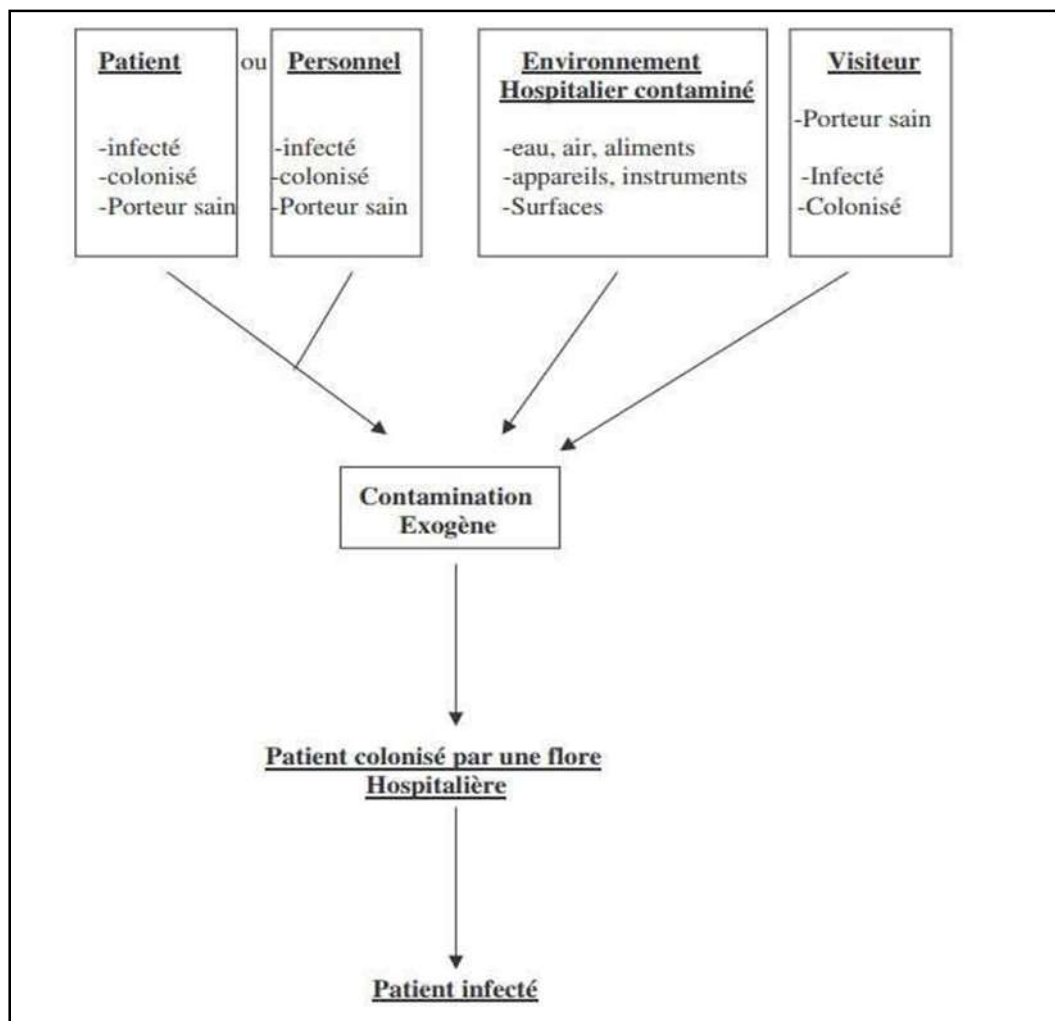 Patient
-infecté
-colonisé
-Porteur sain
ou
Personnel
-infecté
-colonisé
-Porteur sain
Environnement
Hospitalier contaminé
-eau, air, aliments
-appareils, instruments
-Surfaces
Visiteur
-Porteur sain
-Infecté
-Colonisé
Contamination
Exogène
Patient colonisé par une flore
Hospitalière
Patient infecté